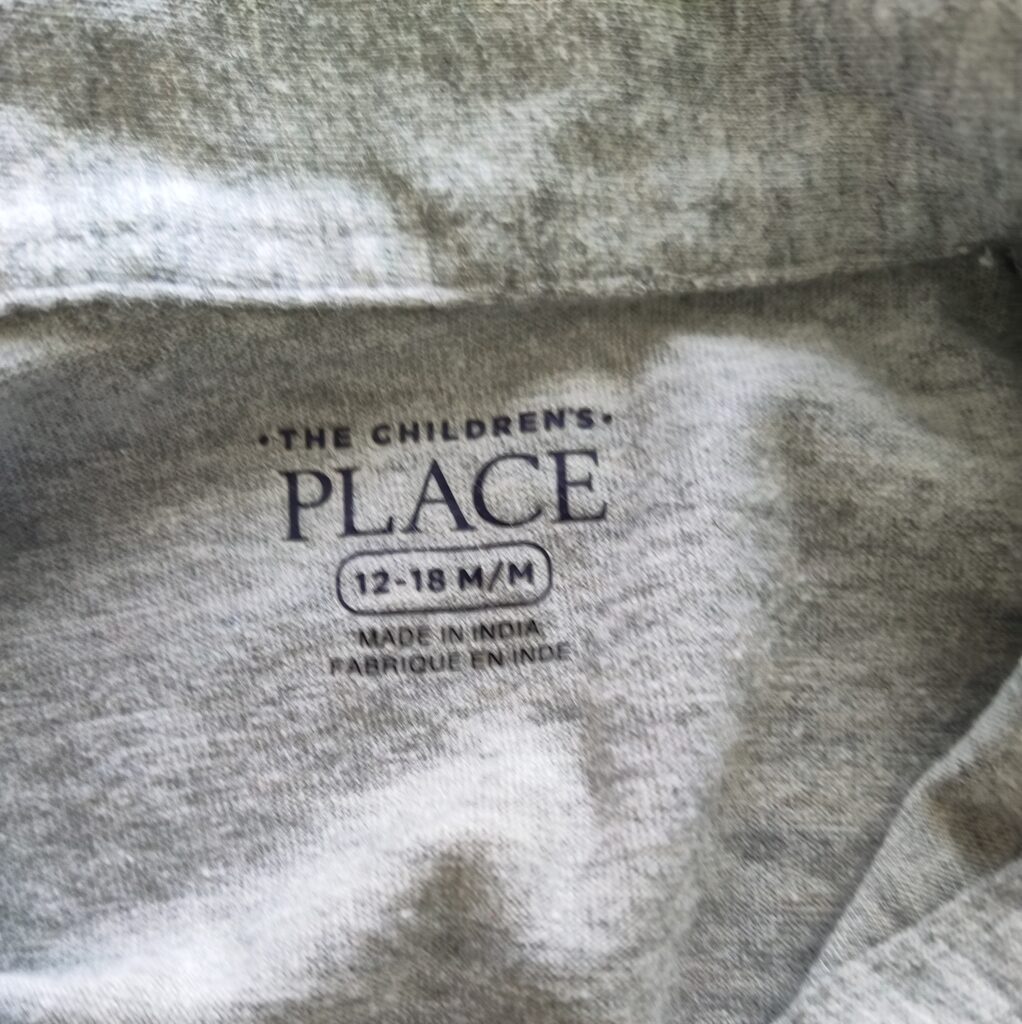 ·THE CHILDREN'S·
PLACE
12-18 M/M
MADE IN INDIA
FABRIQUE EN INDE